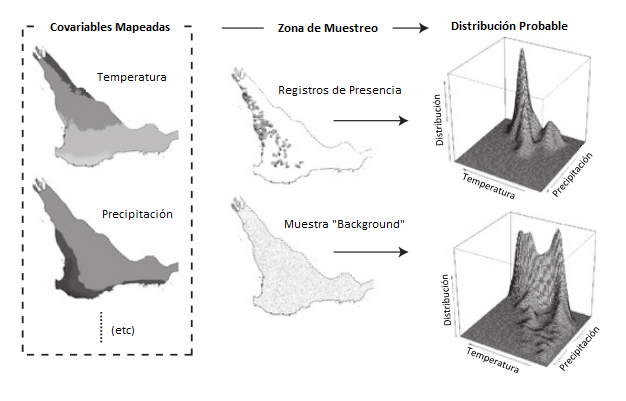 Covariables Mapeadas
Zona de Muestreo
Distribución Probable
Temperatura
Registros de Presencia
Distribución
Temperatura
Precipitación
Precipitación
Muestra "Background"
(etc)
Distribución
Temperatura
Precipitación